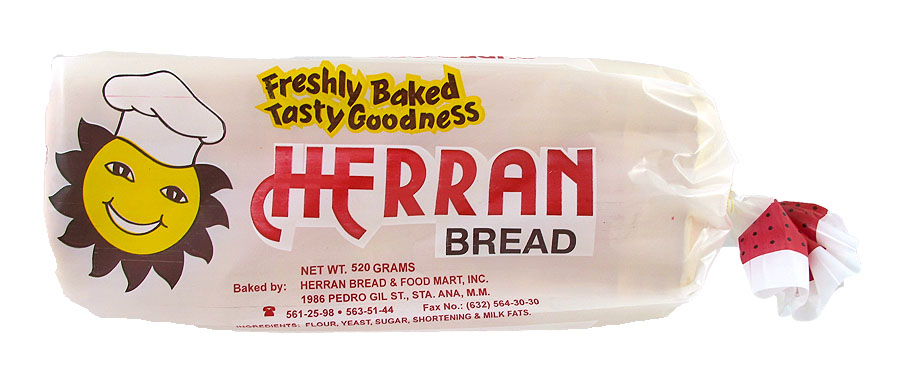 Freshly Baked
Tasty Goodness
HERRAN
BREAD
NET WT. 520 GRAMS
Baked by: HERRAN BREAD & FOOD MART, INC.
1986 PEDRO GIL ST., STA. ANA, M.M.
☎ 561-25-98 • 563-51-44 Fax No.: (632) 564-30-30
INGREDIENTS: FLOUR, YEAST, SUGAR, SHORTENING & MILK FATS.